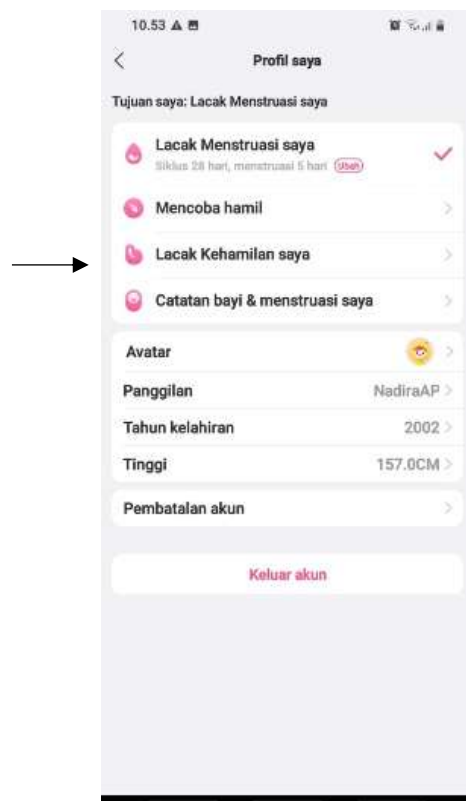 10.53
Profil saya
Tujuan saya: Lacak Menstruasi saya
Lacak Menstruasi saya
Siklus 28 hari, menstruasi 5 hari Ubah
Mencoba hamil
Lacak Kehamilan saya
Catatan bayi & menstruasi saya
Avatar
Panggilan NadiraAP
Tahun kelahiran 2002
Tinggi 157.0CM
Pembatalan akun
Keluar akun